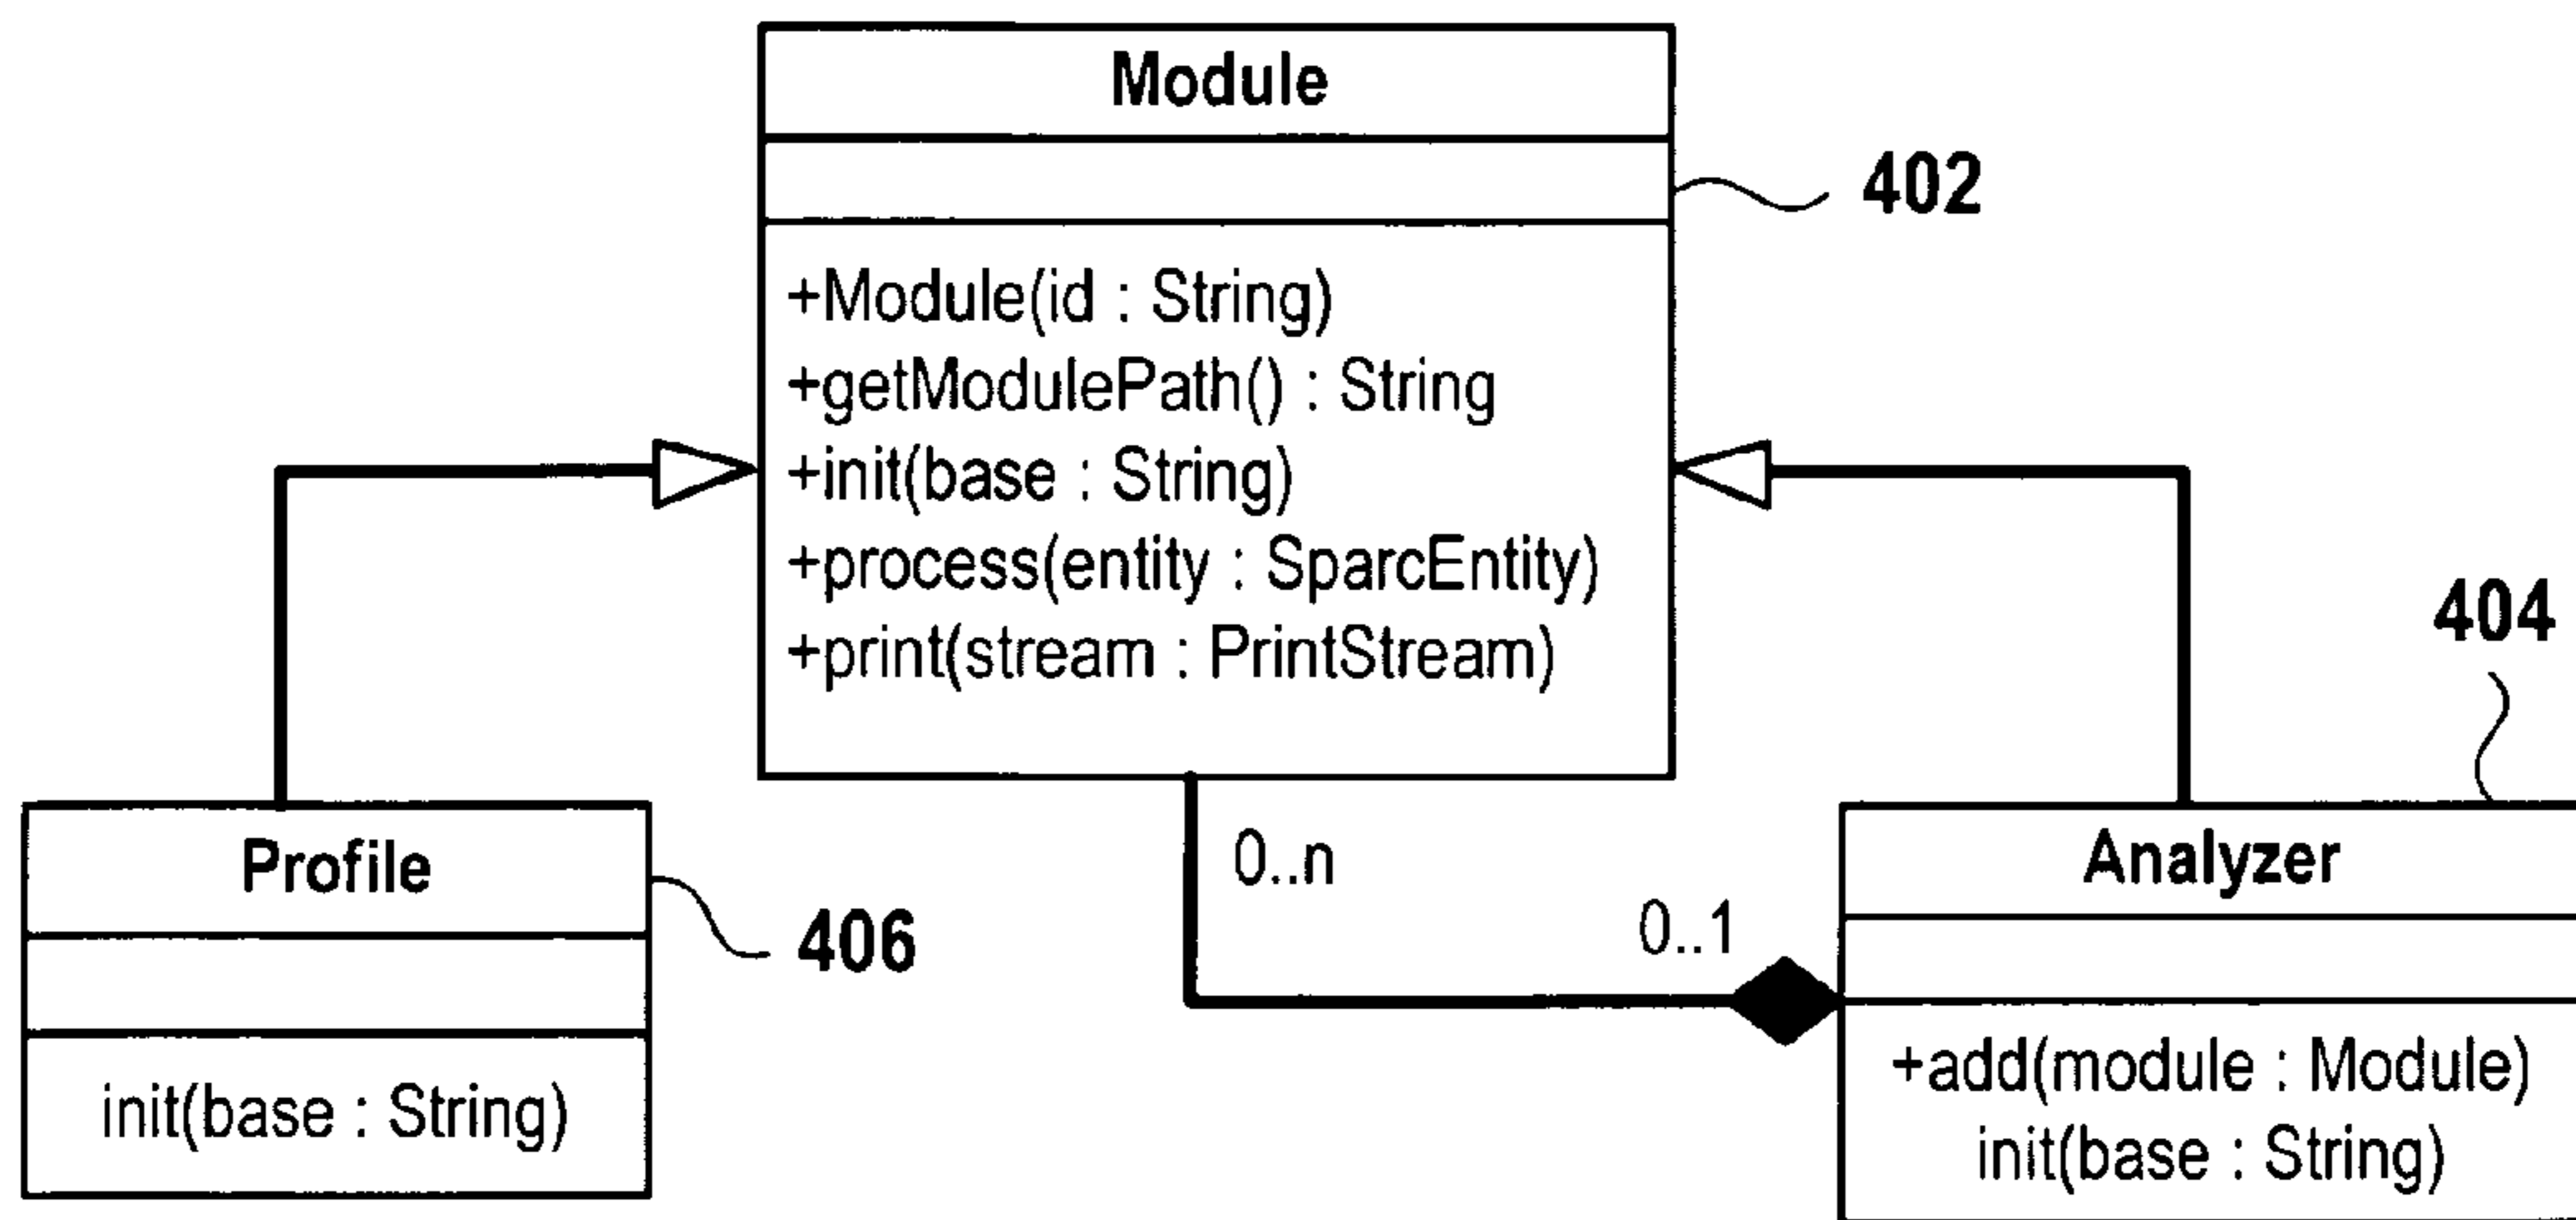 Module
402
+Module(id : String)
+getModulePath() : String
+init(base : String)
+process(entity : SparcEntity)
+print(stream : PrintStream)
404
Profile
406
init(base : String)
0..n
0..1
Analyzer
+add(module : Module)
init(base : String)